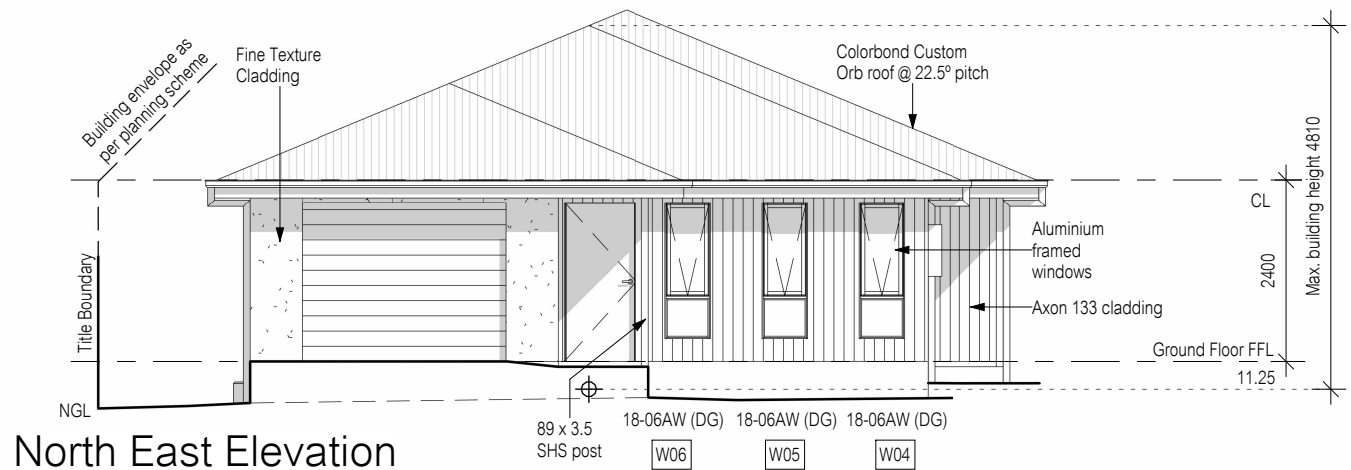 Building envelope as
per planning scheme
Fine Texture
Cladding
Colorbond Custom
Orb roof @ 22.5º pitch
Max. building height 4810
CL
2400
Aluminium
framed
windows
Axon 133 cladding
Title Boundary
Ground Floor FFL
11.25
NGL
89 x 3.5
SHS post
18-06AW (DG) 18-06AW (DG) 18-06AW (DG)
W06 W05 W04
North East Elevation